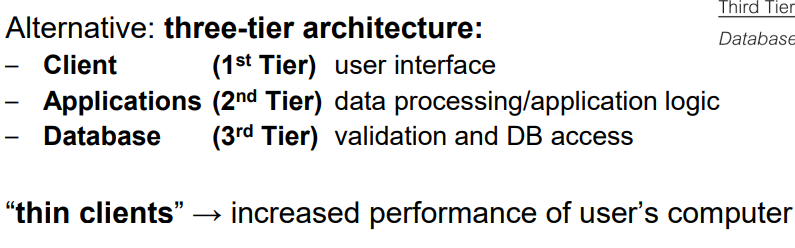 Third Tier
Alternative: three-tier architecture:
Database
– Client (1st Tier) user interface
– Applications (2nd Tier) data processing/application logic
– Database (3rd Tier) validation and DB access
“thin clients” → increased performance of user’s computer